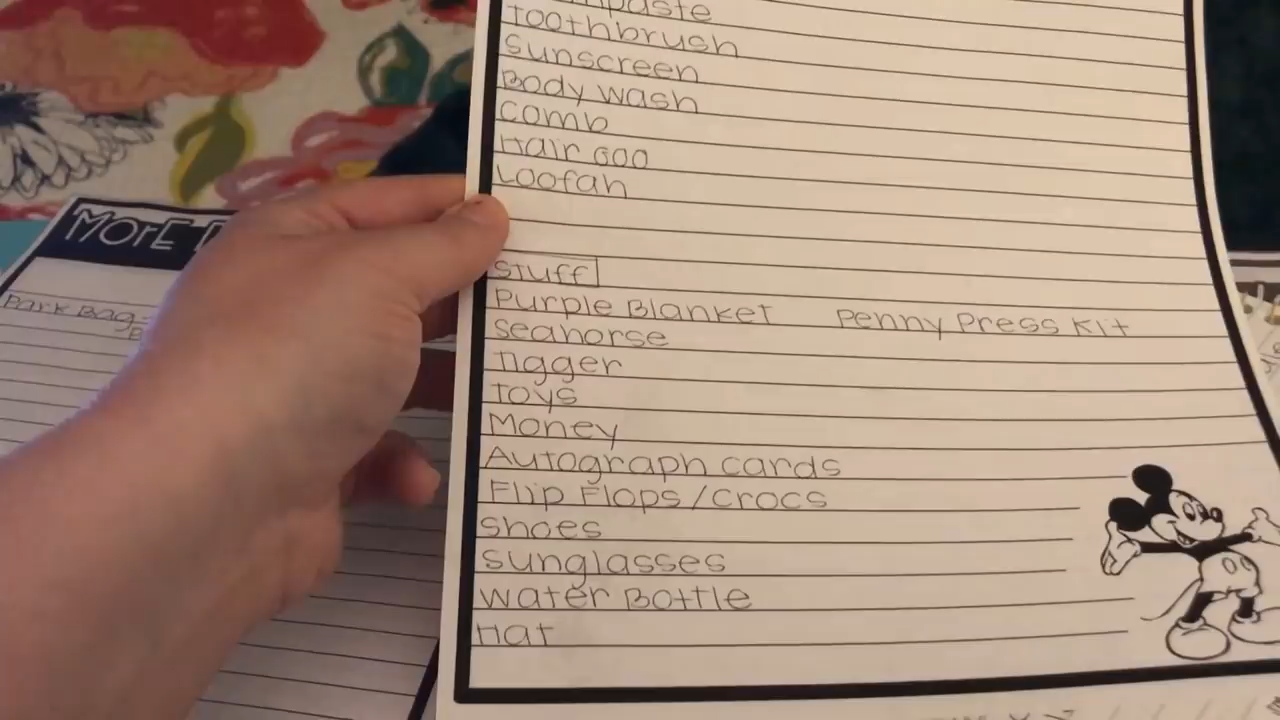 Toothbrush
Sunscreen
Body wash
Comb
Hair Goo
Loofah
Stuff
Purple Blanket Penny Press Kit
Seahorse
Tigger
Toys
Money
Autograph cards
Flip Flops/crocs
Shoes
Sunglasses
Water Bottle
Hat
MOrE
Park Bag-